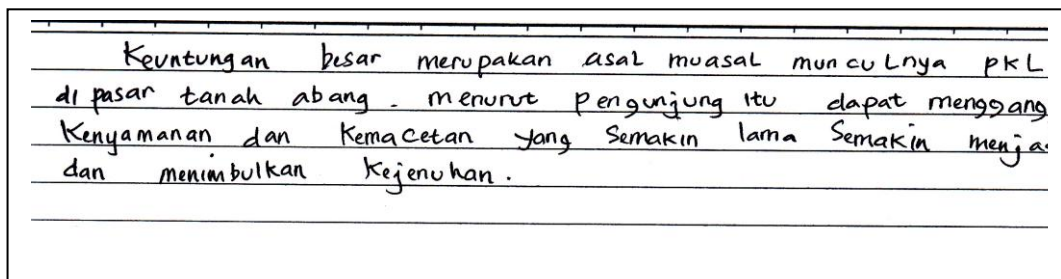 Keuntungan besar merupakan asal muasal munculnya PKL
di pasar tanah abang. menurut pengunjung itu dapat menggang
kenyamanan dan kemacetan yang semakin lama semakin menja
dan menimbulkan kejenuhan.